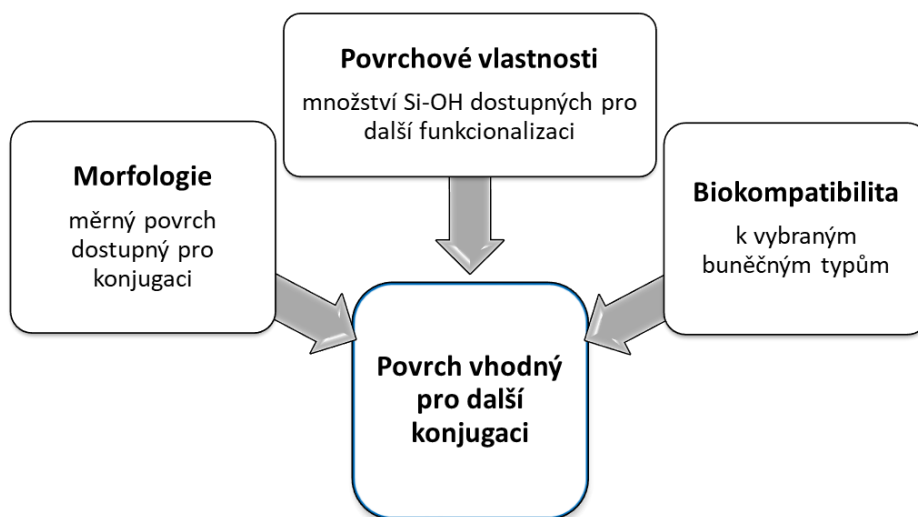 Povrchové vlastnosti
množství Si-OH dostupných pro
další funkcionalizaci
Morfologie
měrný povrch
dostupný pro
konjugaci
Biokompatibilita
k vybraným
buněčným typům
Povrch vhodný
pro další
konjugaci